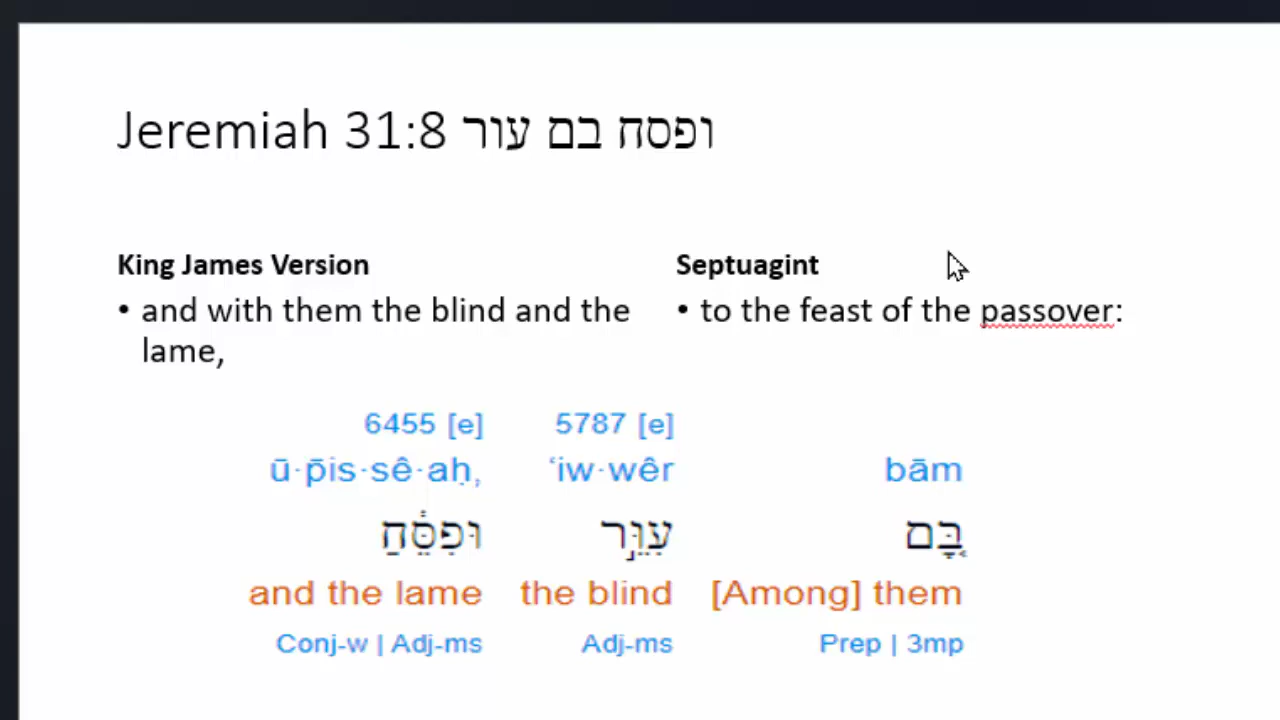 Jeremiah 31:8 ופסח בם עור
King James Version
• and with them the blind and the
lame,
Septuagint
• to the feast of the passover:
6455 [e] 5787 [e]
ū·p̄is·sê·aḥ, ‘iw·wêr bām
בָּ֚ם עִוֵּ֣ר וּפִסֵּ֔חַ
and the lame the blind [Among] them
Conj-w | Adj-ms Adj-ms Prep | 3mp